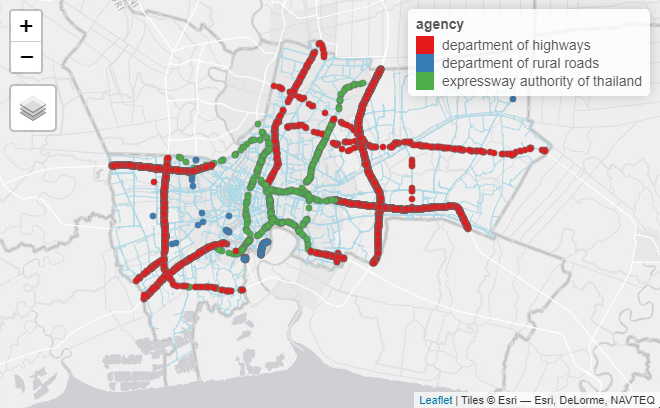 +
−
agency
department of highways
department of rural roads
expressway authority of thailand
Leaflet | Tiles © Esri — Esri, DeLorme, NAVTEQ